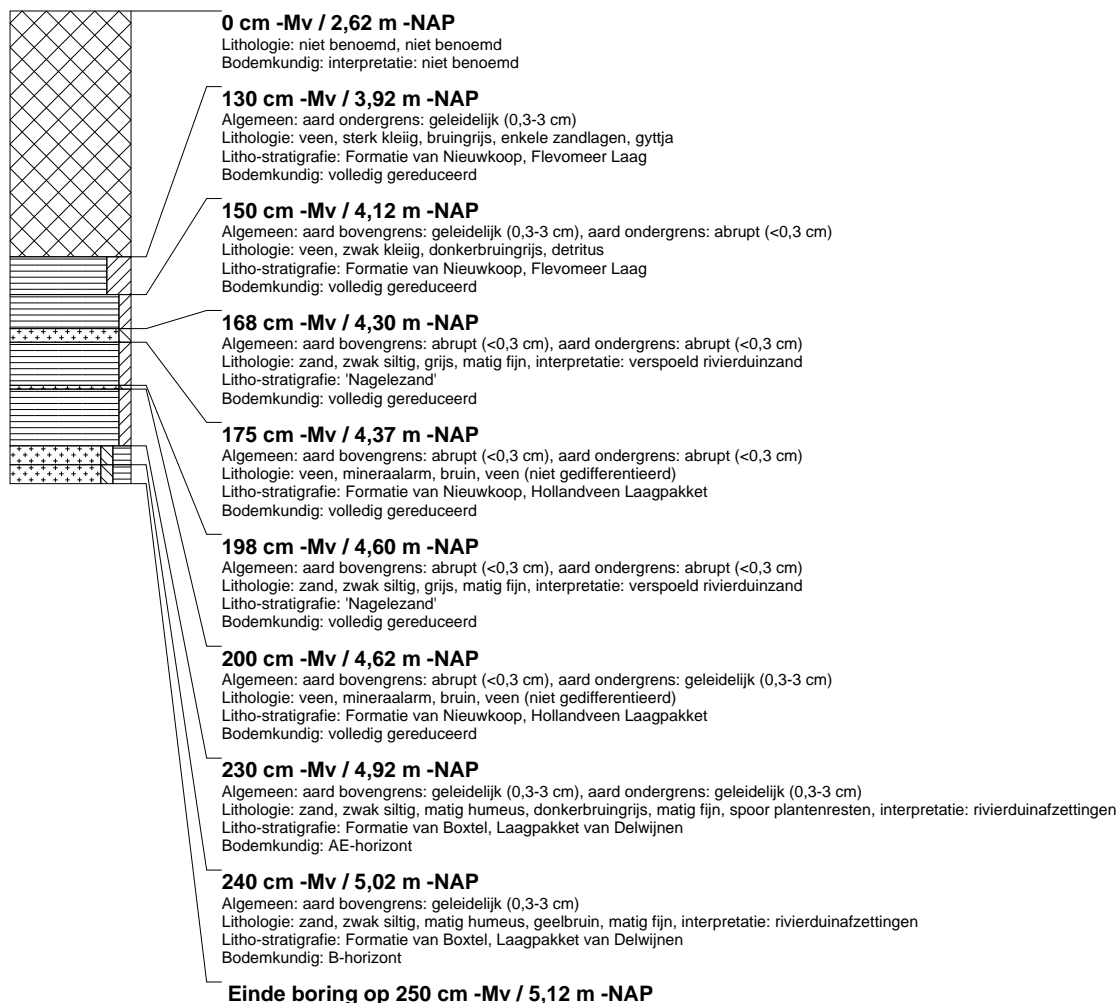 0 cm -Mv / 2,62 m -NAP
Lithologie: niet benoemd, niet benoemd
Bodemkundig: interpretatie: niet benoemd
130 cm -Mv / 3,92 m -NAP
Algemeen: aard ondergrens: geleidelijk (0,3-3 cm)
Lithologie: veen, sterk kleiig, bruingrijs, enkele zandlagen, gyttja
Litho-stratigrafie: Formatie van Nieuwkoop, Flevomeer Laag
Bodemkundig: volledig gereduceerd
150 cm -Mv / 4,12 m -NAP
Algemeen: aard bovengrens: geleidelijk (0,3-3 cm), aard ondergrens: abrupt (<0,3 cm)
Lithologie: veen, zwak kleiig, donkerbruingrijs, detritus
Litho-stratigrafie: Formatie van Nieuwkoop, Flevomeer Laag
Bodemkundig: volledig gereduceerd
168 cm -Mv / 4,30 m -NAP
Algemeen: aard bovengrens: abrupt (<0,3 cm), aard ondergrens: abrupt (<0,3 cm)
Lithologie: zand, zwak siltig, grijs, matig fijn, interpretatie: verspoeld rivierduinzand
Litho-stratigrafie: 'Nagelezand'
Bodemkundig: volledig gereduceerd
175 cm -Mv / 4,37 m -NAP
Algemeen: aard bovengrens: abrupt (<0,3 cm), aard ondergrens: abrupt (<0,3 cm)
Lithologie: veen, mineraalarm, bruin, veen (niet gedifferentieerd)
Litho-stratigrafie: Formatie van Nieuwkoop, Hollandveen Laagpakket
Bodemkundig: volledig gereduceerd
198 cm -Mv / 4,60 m -NAP
Algemeen: aard bovengrens: abrupt (<0,3 cm), aard ondergrens: abrupt (<0,3 cm)
Lithologie: zand, zwak siltig, grijs, matig fijn, interpretatie: verspoeld rivierduinzand
Litho-stratigrafie: 'Nagelezand'
Bodemkundig: volledig gereduceerd
200 cm -Mv / 4,62 m -NAP
Algemeen: aard bovengrens: abrupt (<0,3 cm), aard ondergrens: geleidelijk (0,3-3 cm)
Lithologie: veen, mineraalarm, bruin, veen (niet gedifferentieerd)
Litho-stratigrafie: Formatie van Nieuwkoop, Hollandveen Laagpakket
Bodemkundig: volledig gereduceerd
230 cm -Mv / 4,92 m -NAP
Algemeen: aard bovengrens: geleidelijk (0,3-3 cm), aard ondergrens: geleidelijk (0,3-3 cm)
Lithologie: zand, zwak siltig, matig humeus, donkerbruingrijs, matig fijn, spoor plantenresten, interpretatie: rivierduinafzettingen
Litho-stratigrafie: Formatie van Boxtel, Laagpakket van Delwijnen
Bodemkundig: AE-horizont
240 cm -Mv / 5,02 m -NAP
Algemeen: aard bovengrens: geleidelijk (0,3-3 cm)
Lithologie: zand, zwak siltig, matig humeus, geelbruin, matig fijn, interpretatie: rivierduinafzettingen
Litho-stratigrafie: Formatie van Boxtel, Laagpakket van Delwijnen
Bodemkundig: B-horizont
Einde boring op 250 cm -Mv / 5,12 m -NAP